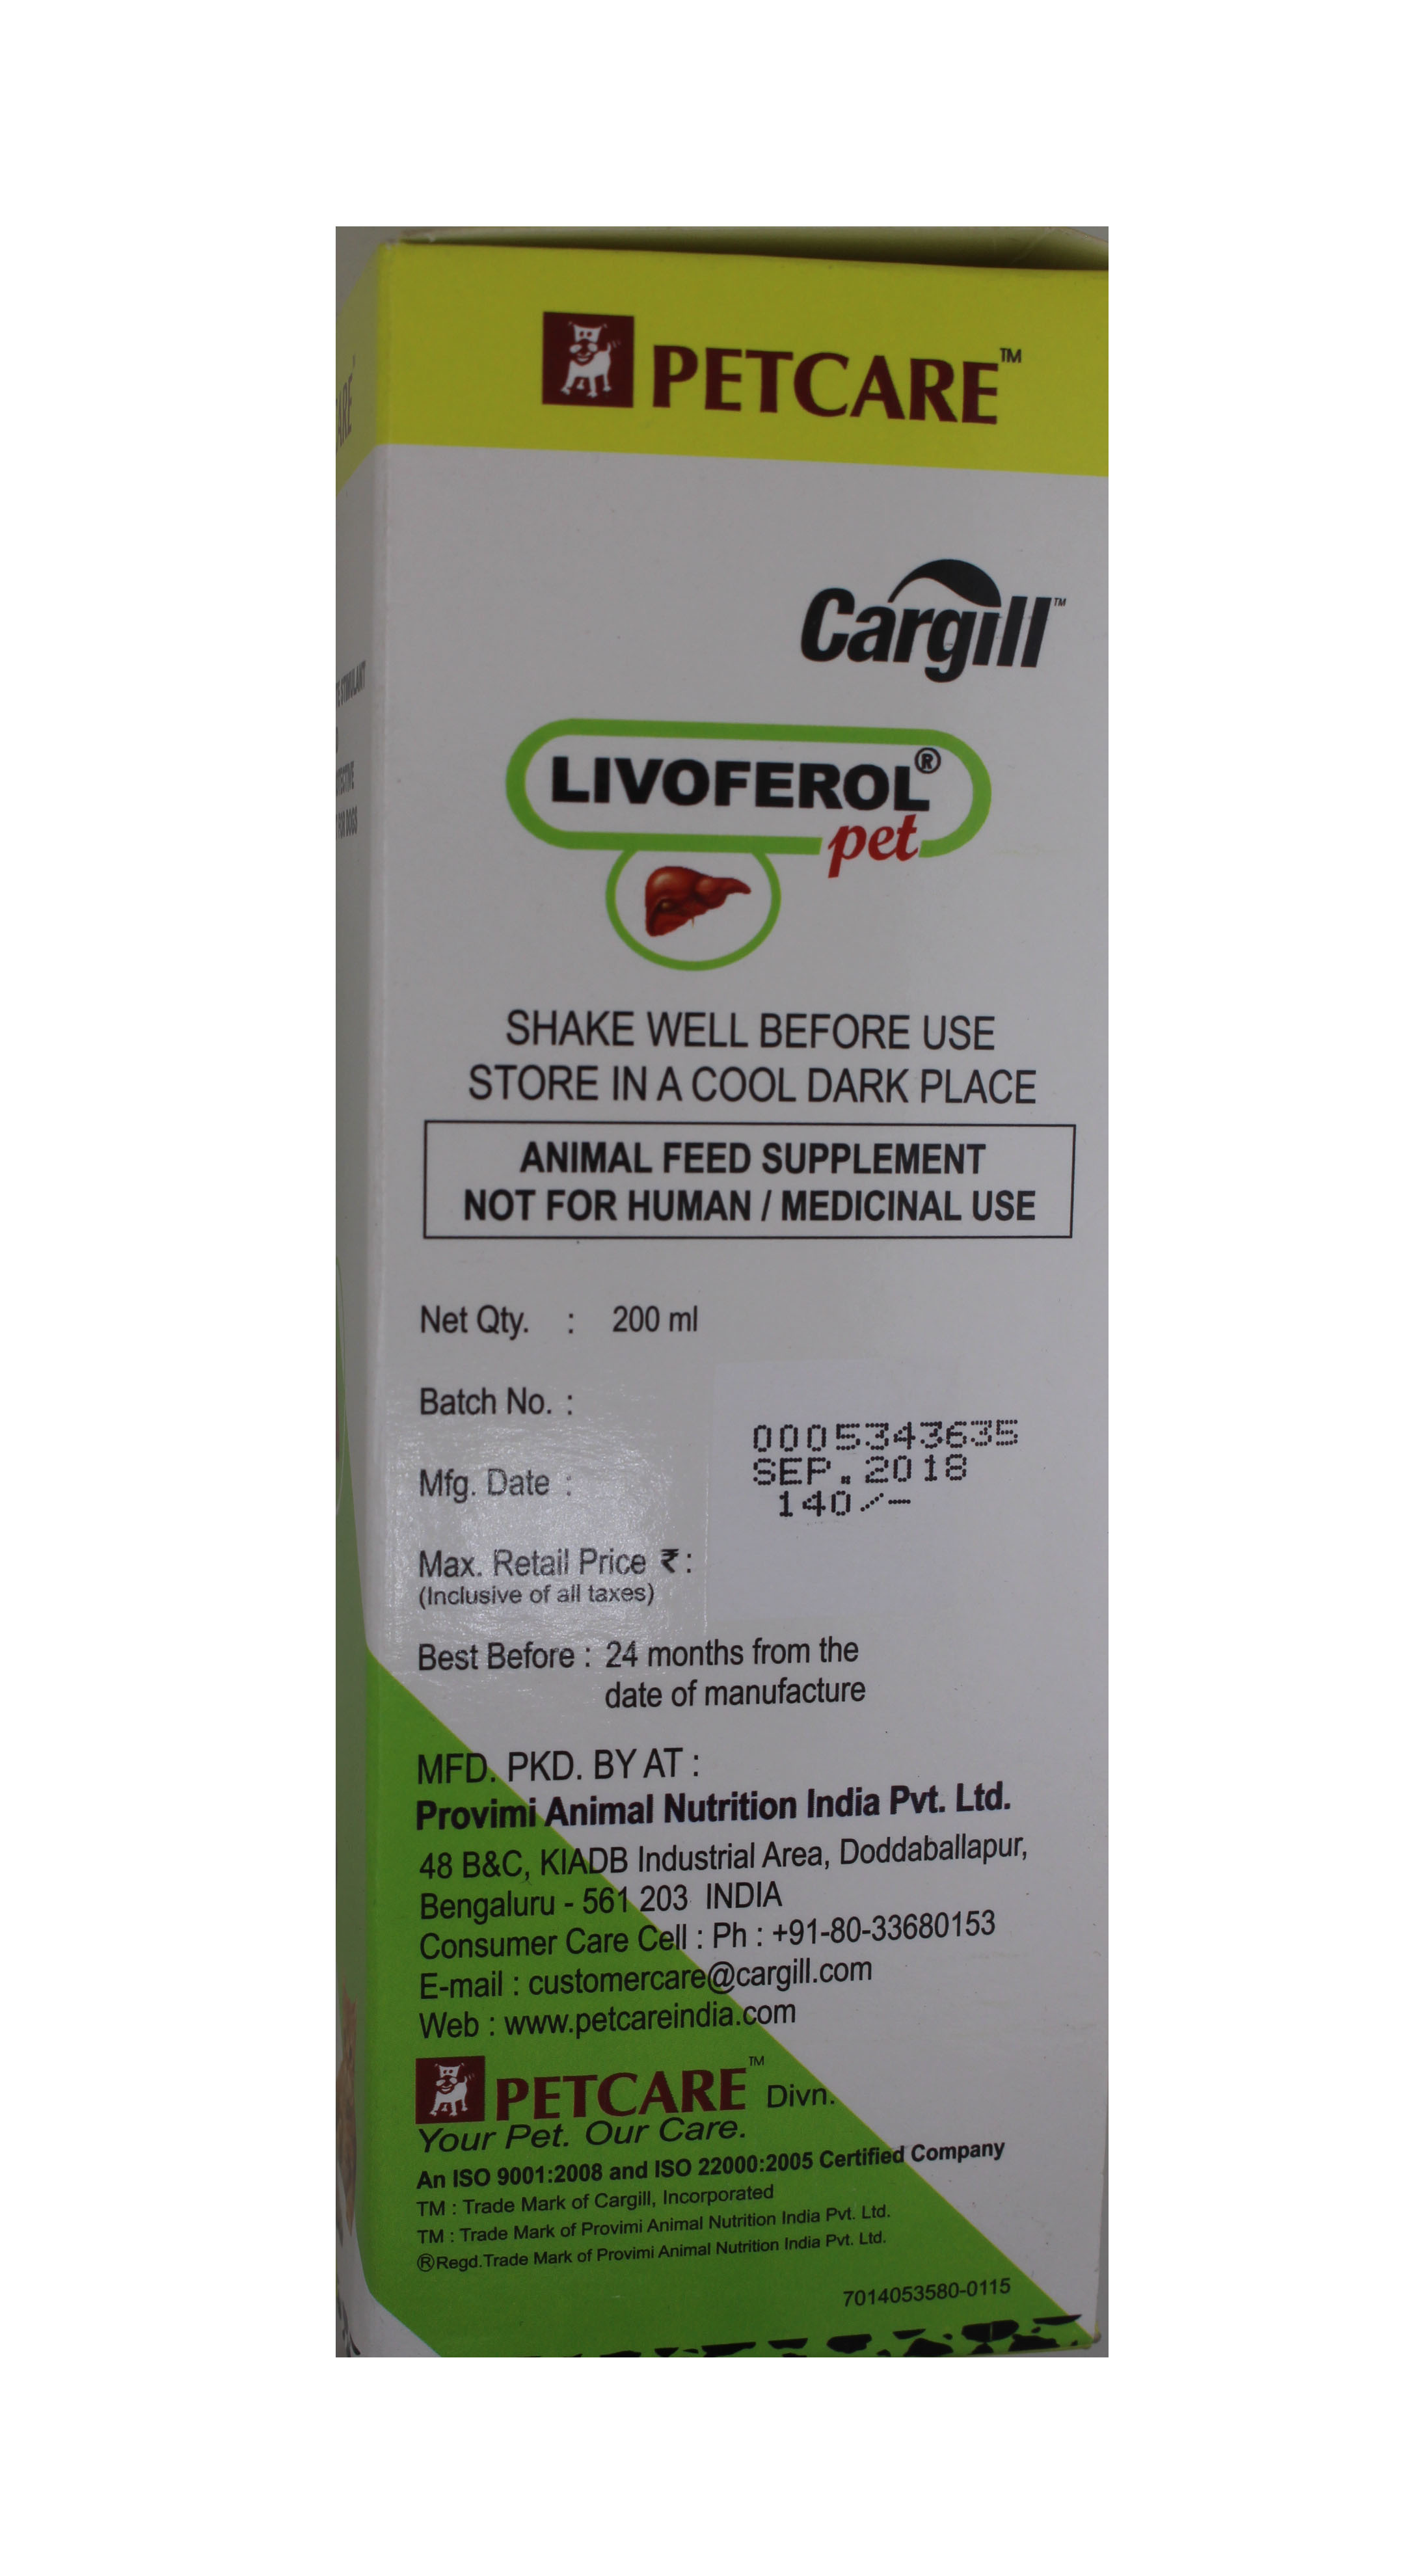 PETCARE™
Cargill™
LIVOFEROL®
pet
SHAKE WELL BEFORE USE
STORE IN A COOL DARK PLACE
ANIMAL FEED SUPPLEMENT
NOT FOR HUMAN / MEDICINAL USE
Net Qty. : 200 ml
Batch No. :
0005343635
Mfg. Date :
SEP.2018
140/-
Max. Retail Price ₹ :
(Inclusive of all taxes)
Best Before : 24 months from the
date of manufacture
MFD. PKD. BY AT :
Provimi Animal Nutrition India Pvt. Ltd.
48 B&C, KIADB Industrial Area, Doddaballapur,
Bengaluru - 561 203 INDIA
Consumer Care Cell : Ph : +91-80-33680153
E-mail : customercare@cargill.com
Web : www.petcareindia.com
PETCARE™ Divn.
Your Pet. Our Care.
An ISO 9001:2008 and ISO 22000:2005 Certified Company
TM : Trade Mark of Cargill, Incorporated
TM : Trade Mark of Provimi Animal Nutrition India Pvt. Ltd.
®Regd.Trade Mark of Provimi Animal Nutrition India Pvt. Ltd.
7014053580-0115